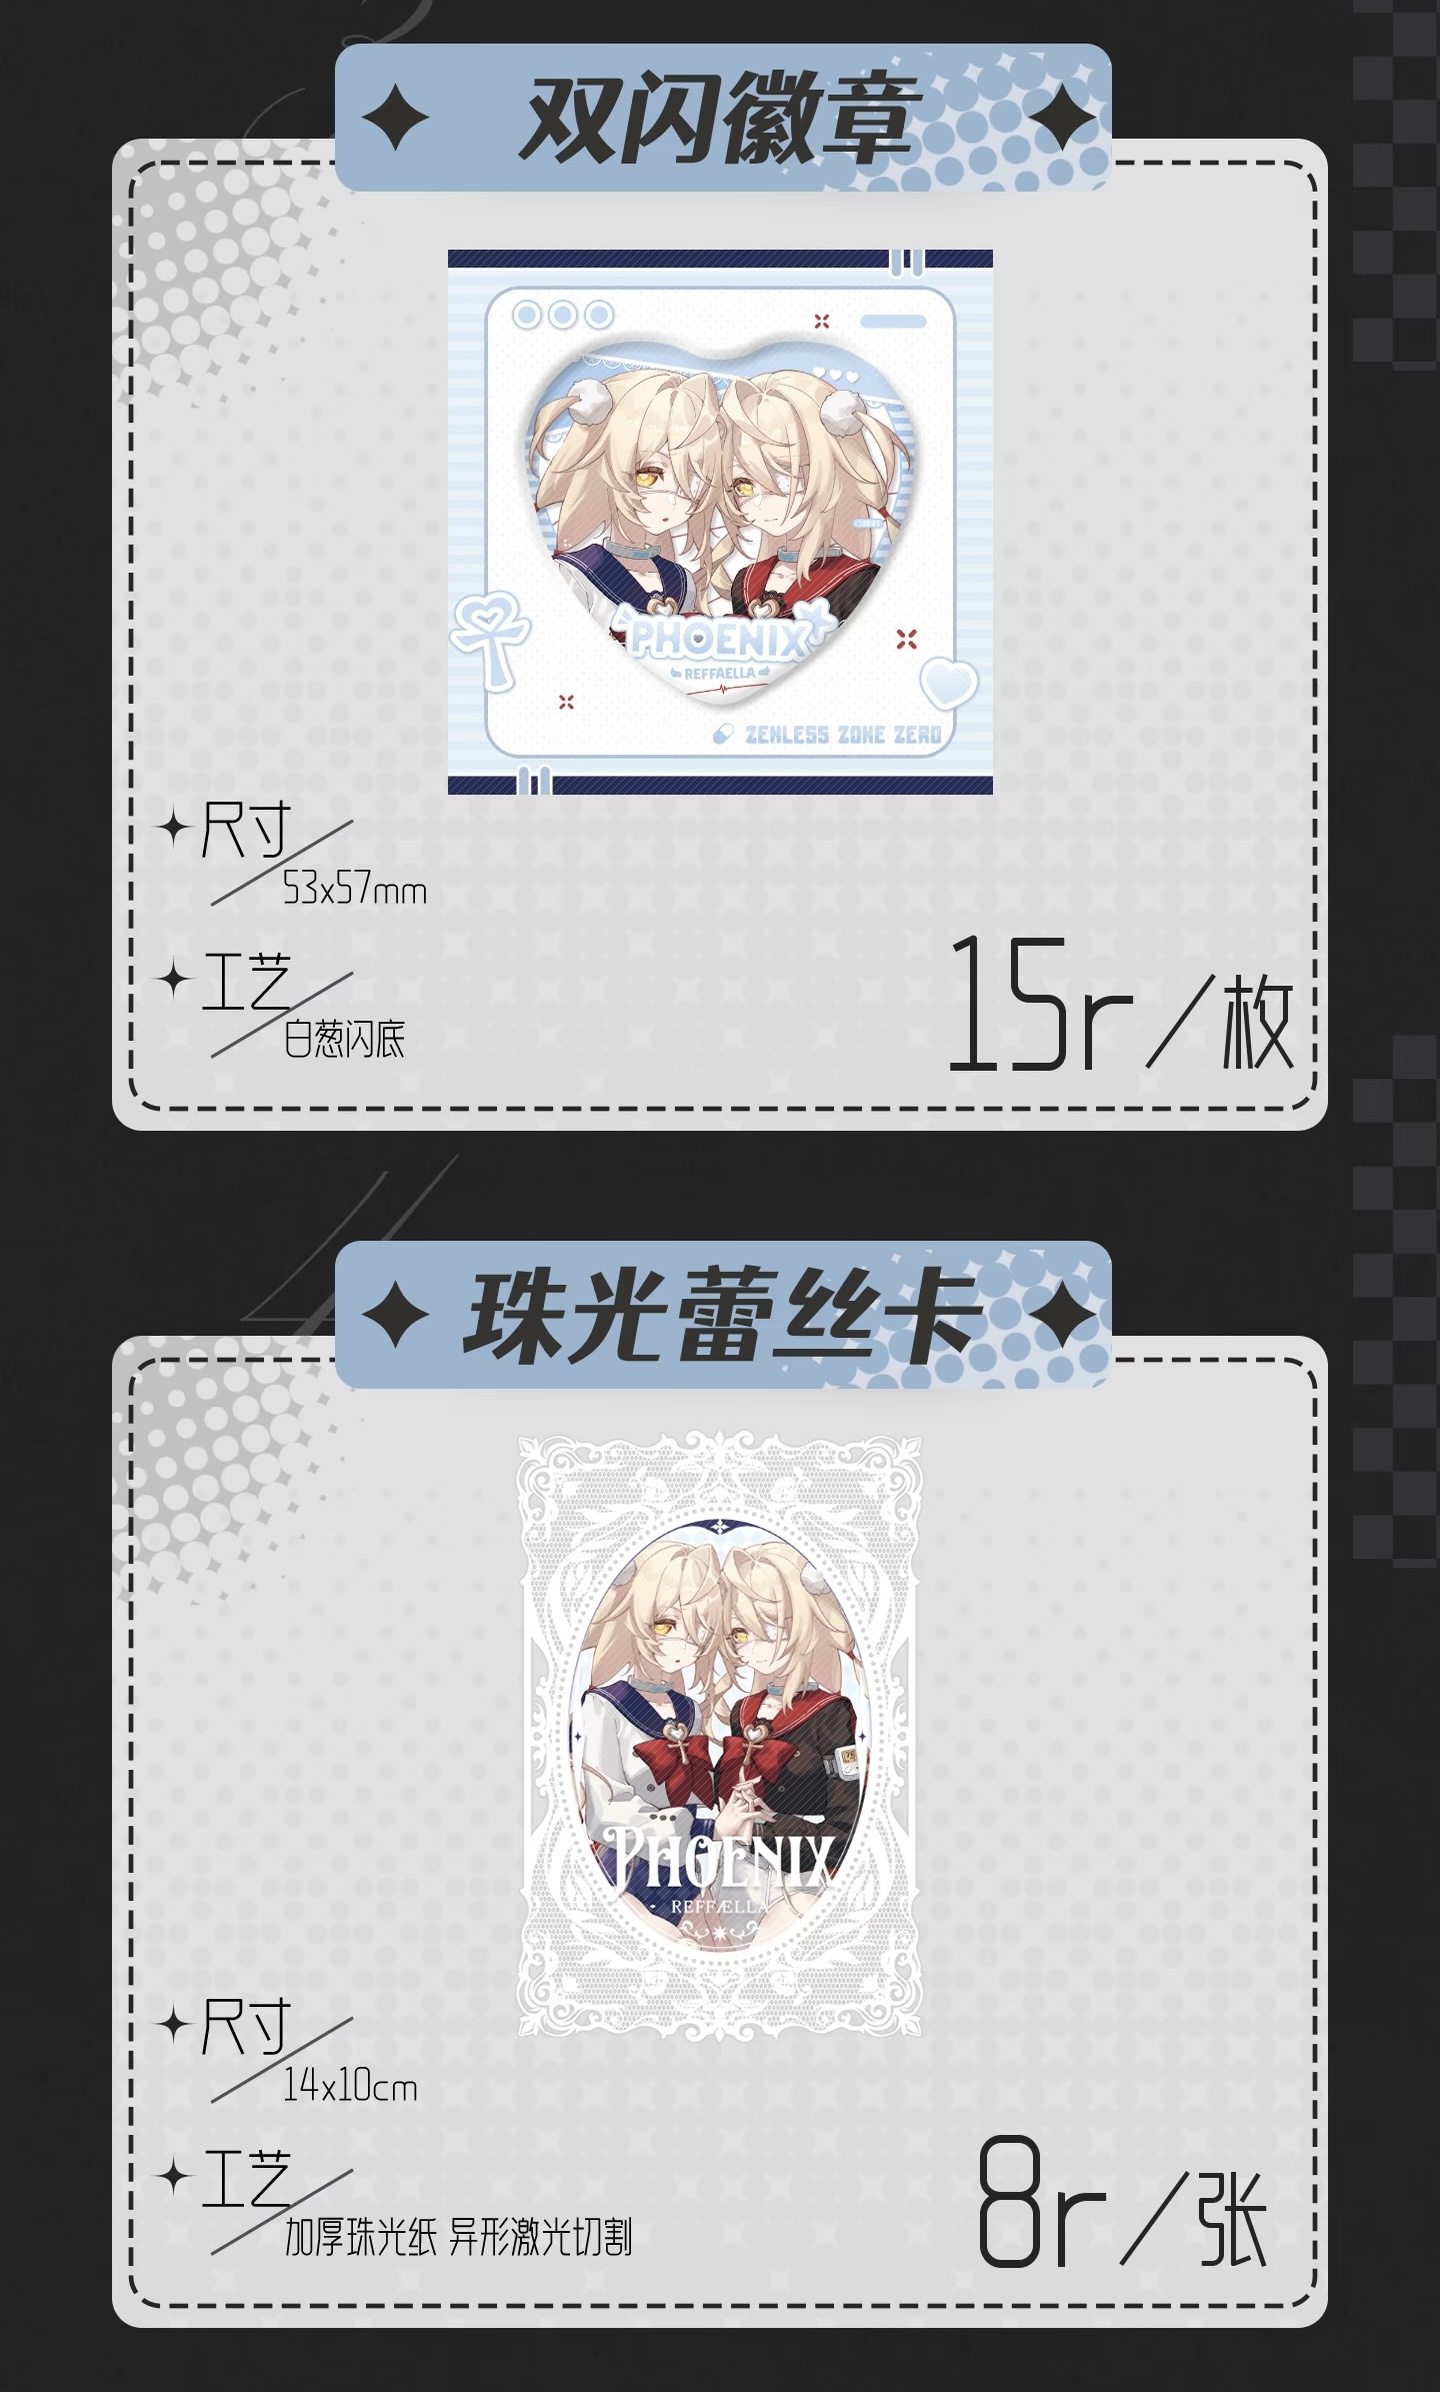 3
双闪徽章
PHOENIX
REFFAELLA
ZENLESS ZONE ZERO
尺寸
53x57mm
工艺
白葱闪底
15r/枚
4
珠光蕾丝卡
PHOENIX
REFFÆLLA
尺寸
14x10cm
工艺
加厚珠光纸 异形激光切割
8r/张